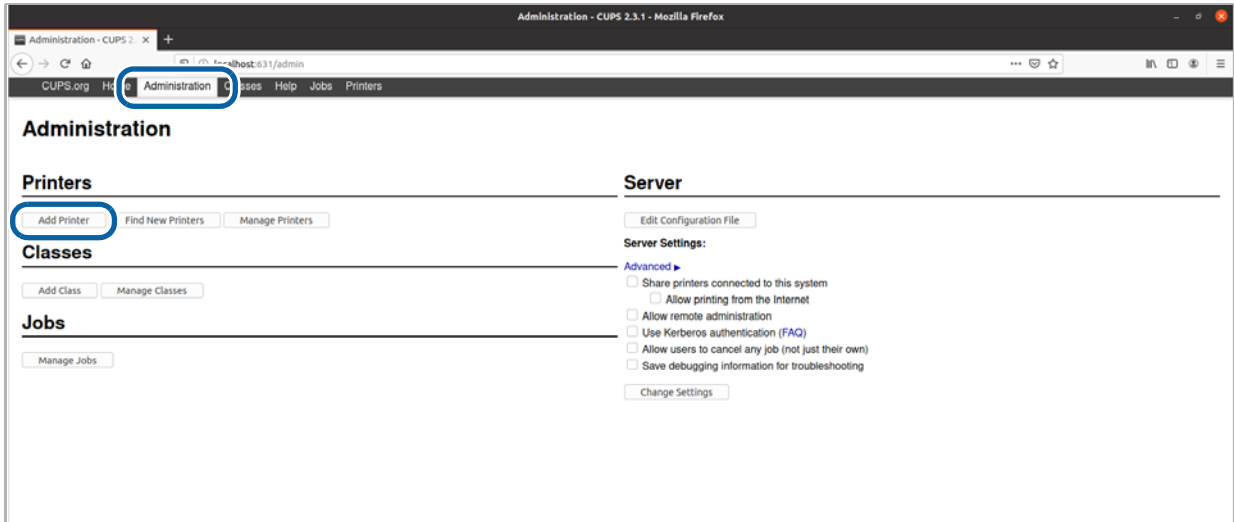 Administration - CUPS 2.3.1 - Mozilla Firefox
Administration - CUPS 2.
localhost:631/admin
CUPS.org Administration Help Jobs Printers
Administration
Printers
Add Printer Find New Printers Manage Printers
Classes
Add Class Manage Classes
Jobs
Manage Jobs
Server
Edit Configuration File
Server Settings:
Advanced ▸
Share printers connected to this system
Allow printing from the Internet
Allow remote administration
Use Kerberos authentication (FAQ)
Allow users to cancel any job (not just their own)
Save debugging information for troubleshooting
Change Settings